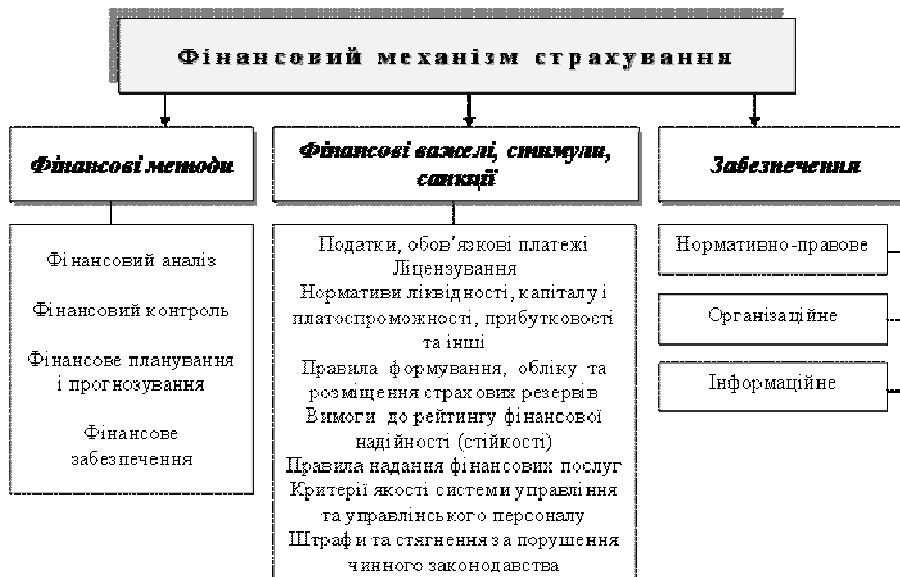 Фінансовий механізм страхування
Фінансові методи
Фінансовий аналіз
Фінансовий контроль
Фінансове планування
і прогнозування
Фінансове
забезпечення
Фінансові важелі, стимули,
санкції
Податки, обов’язкові платежі
Ліцензування
Нормативи ліквідності, капіталу і
платоспроможності, прибутковості
та інші
Правила формування, обліку та
розміщення страхових резервів
Вимоги до рейтингу фінансової
надійності (стійкості)
Правила надання фінансових послуг
Критерії якості системи управління
та управлінського персоналу
Штрафи та стягнення за порушення
чинного законодавства
Забезпечення
Нормативно-правове
Організаційне
Інформаційне